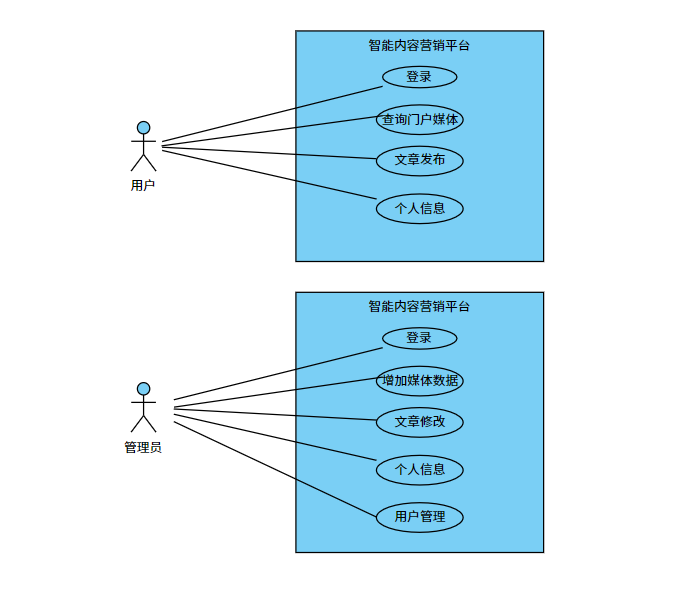 智能内容营销平台
登录
查询门户媒体
文章发布
用户
个人信息
智能内容营销平台
登录
增加媒体数据
文章修改
管理员
个人信息
用户管理